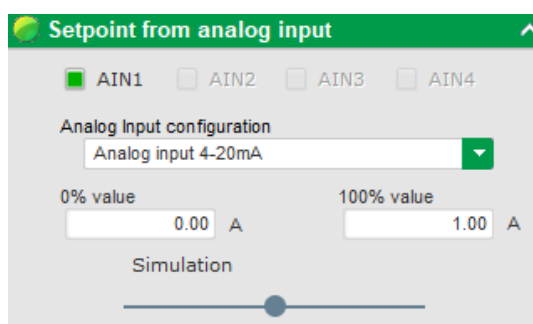 Setpoint from analog input
AIN1 AIN2 AIN3 AIN4
Analog Input configuration
Analog input 4-20mA
0% value 100% value
0.00 A 1.00 A
Simulation